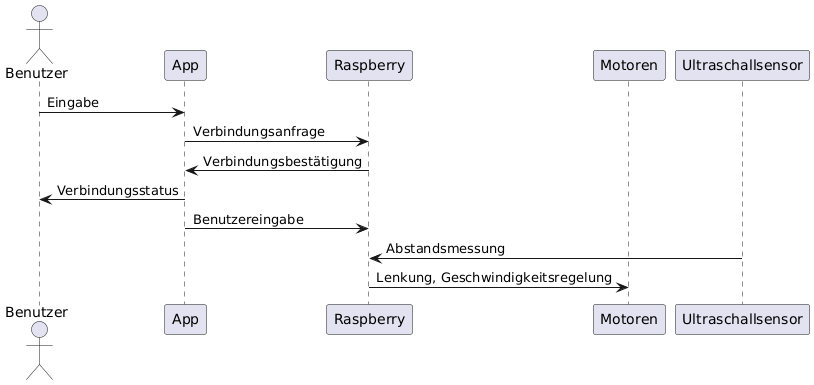 Benutzer
App
Raspberry
Motoren
Ultraschallsensor
Eingabe
Verbindungsanfrage
Verbindungsbestätigung
Verbindungsstatus
Benutzereingabe
Abstandsmessung
Lenkung, Geschwindigkeitsregelung
Benutzer
App
Raspberry
Motoren
Ultraschallsensor